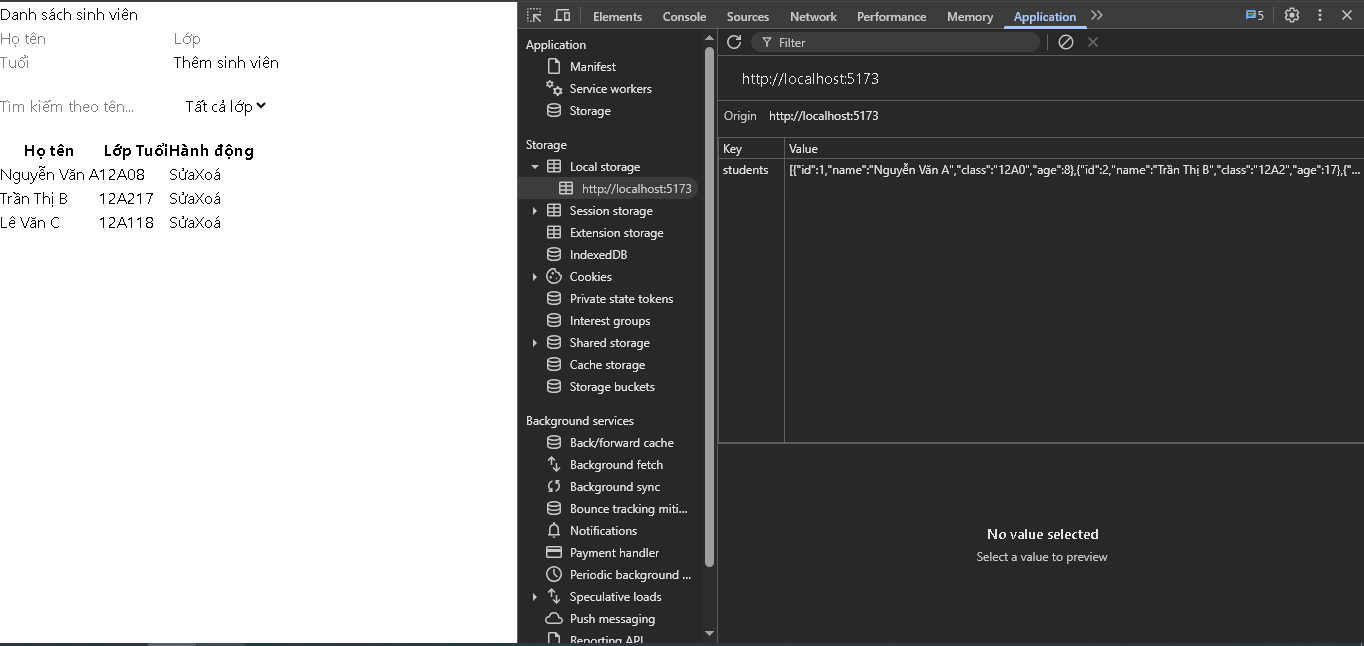 Danh sách sinh viên
Họ tên Lớp
Tuổi Thêm sinh viên
Tìm kiếm theo tên... Tất cả lớp
Họ tên Lớp Tuổi Hành động
Nguyễn Văn A 12A0 8 Sửa Xoá
Trần Thị B 12A2 17 Sửa Xoá
Lê Văn C 12A1 18 Sửa Xoá
Elements Console Sources Network Performance Memory Application 5
Application
Manifest
Service workers
Storage
Storage
Local storage
http://localhost:5173
Session storage
Extension storage
IndexedDB
Cookies
Private state tokens
Interest groups
Shared storage
Cache storage
Storage buckets
Background services
Back/forward cache
Background fetch
Background sync
Bounce tracking miti...
Notifications
Payment handler
Periodic background ...
Speculative loads
Push messaging
Reporting API
Filter
http://localhost:5173
Origin http://localhost:5173
Key Value
students [{"id":1,"name":"Nguyễn Văn A","class":"12A0","age":8},{"id":2,"name":"Trần Thị B","class":"12A2","age":17},{"...
No value selected
Select a value to preview